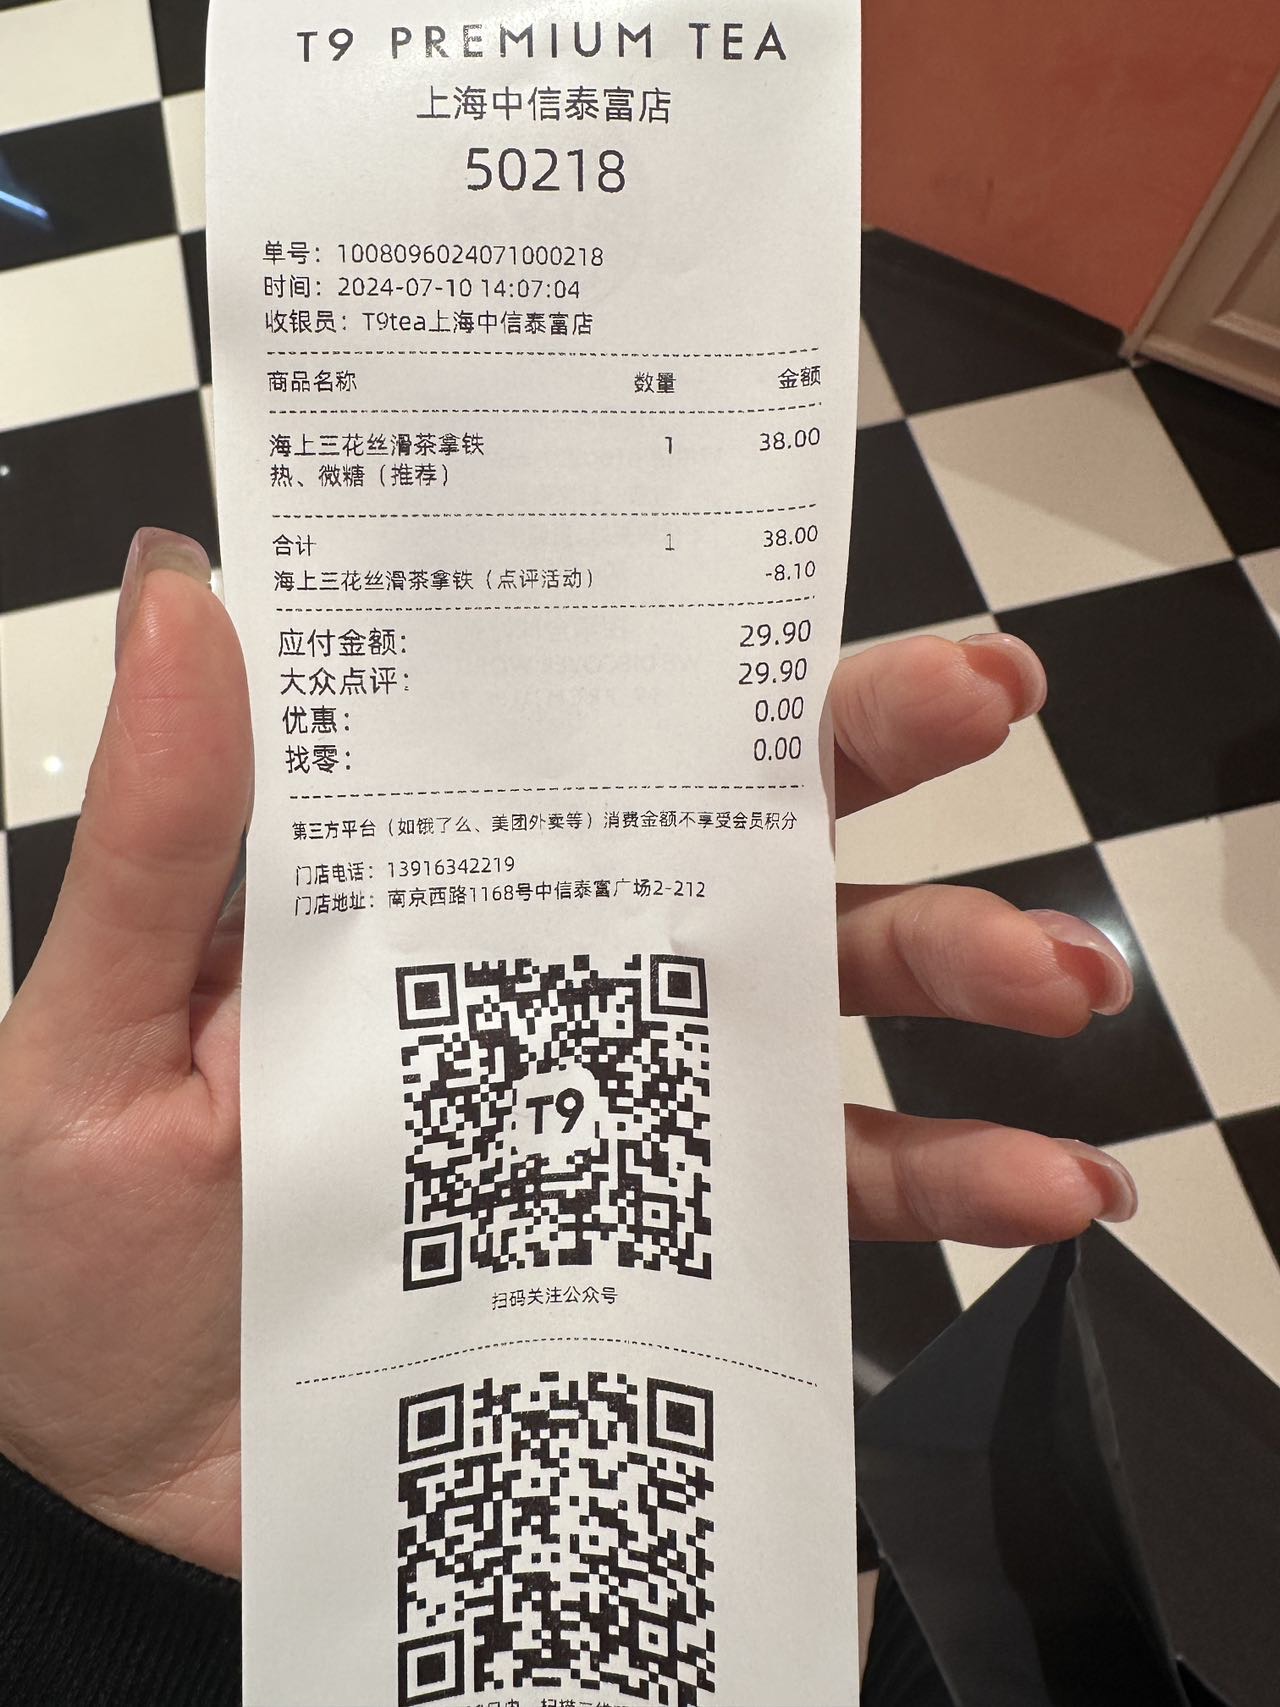 T9 PREMIUM TEA
上海中信泰富店
50218
单号：1008096024071000218
时间：2024-07-10 14:07:04
收银员：T9tea上海中信泰富店
商品名称 数量 金额
海上三花丝滑茶拿铁 1 38.00
热、微糖（推荐）
合计 1 38.00
海上三花丝滑茶拿铁（点评活动） -8.10
应付金额： 29.90
大众点评： 29.90
优惠： 0.00
找零： 0.00
第三方平台（如饿了么、美团外卖等）消费金额不享受会员积分
门店电话：13916342219
门店地址：南京西路1168号中信泰富广场2-212
T9
扫码关注公众号